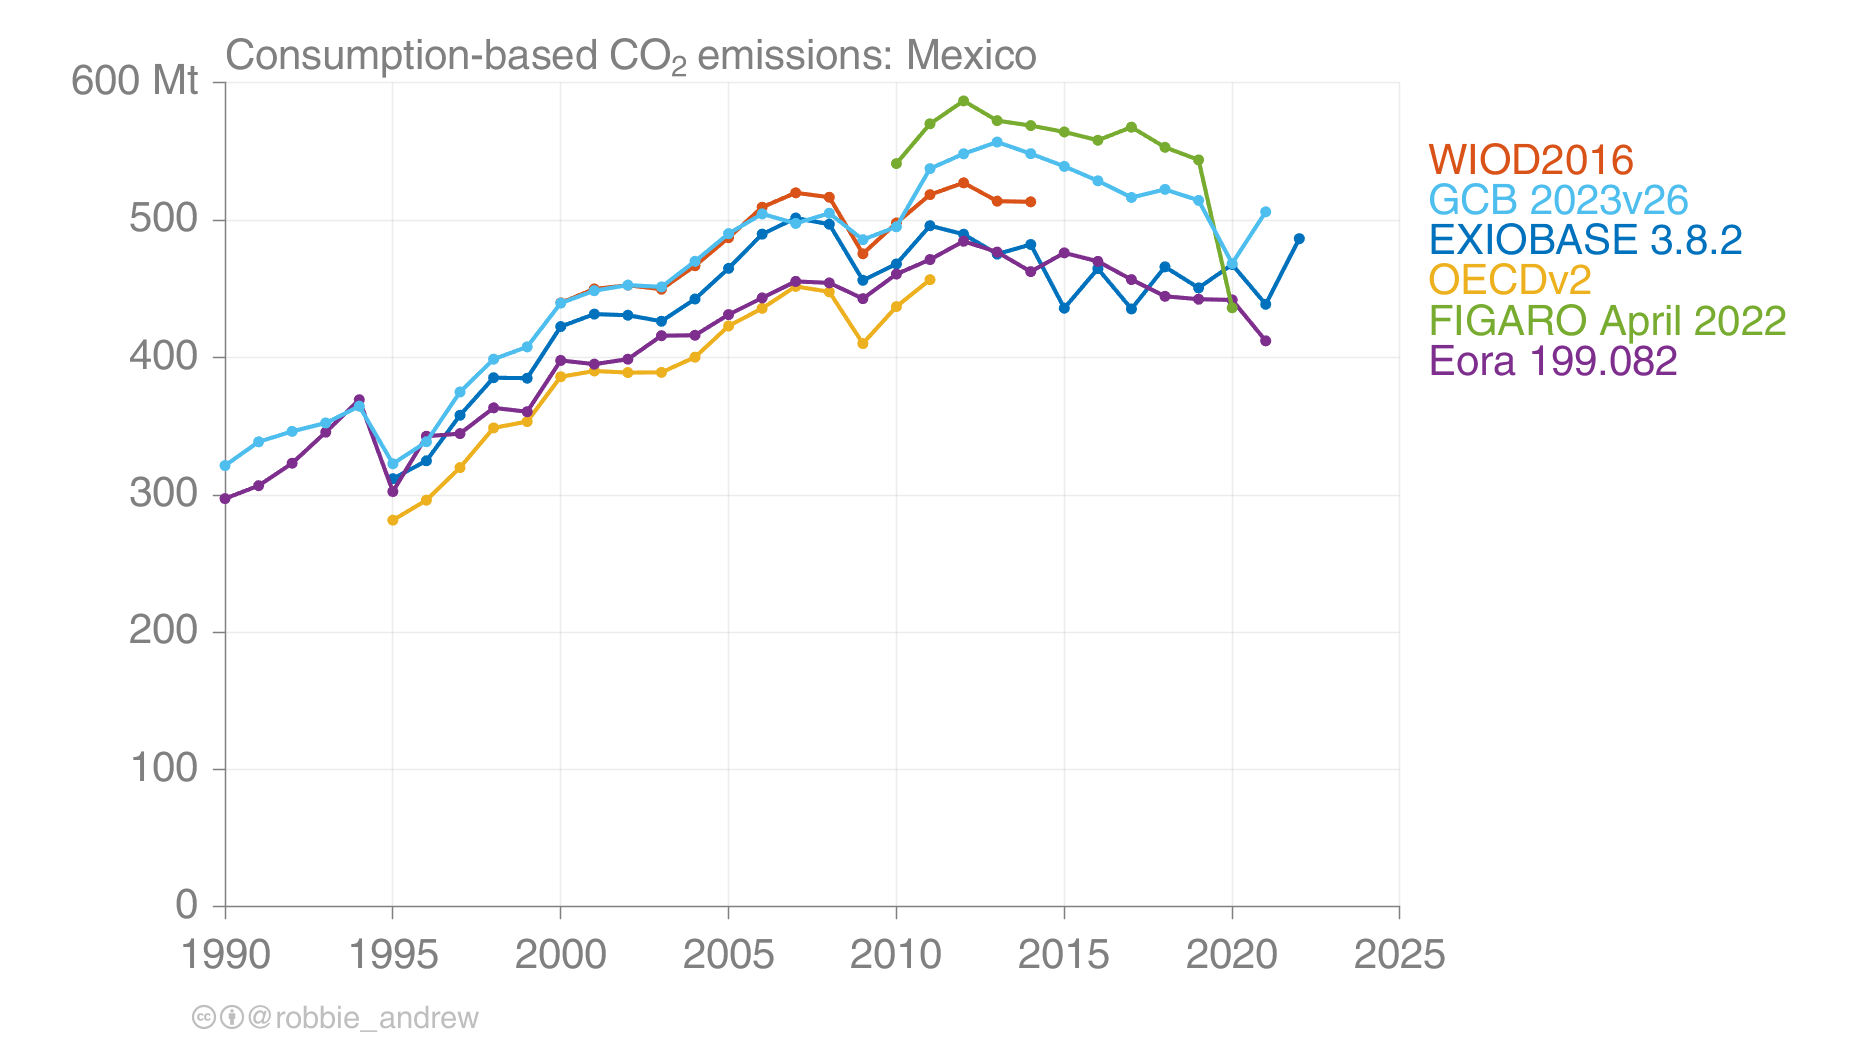 Consumption-based CO₂ emissions: Mexico
600 Mt
500
400
300
200
100
0
1990 1995 2000 2005 2010 2015 2020 2025
WIOD2016
GCB 2023v26
EXIOBASE 3.8.2
OECDv2
FIGARO April 2022
Eora 199.082
@robbie_andrew